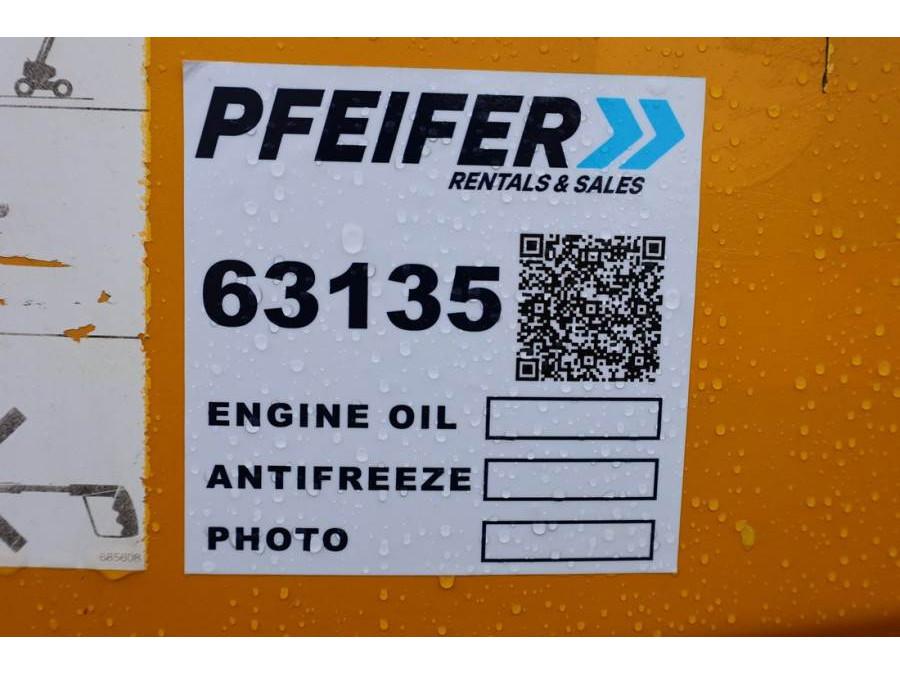 PFEIFER
RENTALS & SALES
63135
ENGINE OIL
ANTIFREEZE
PHOTO